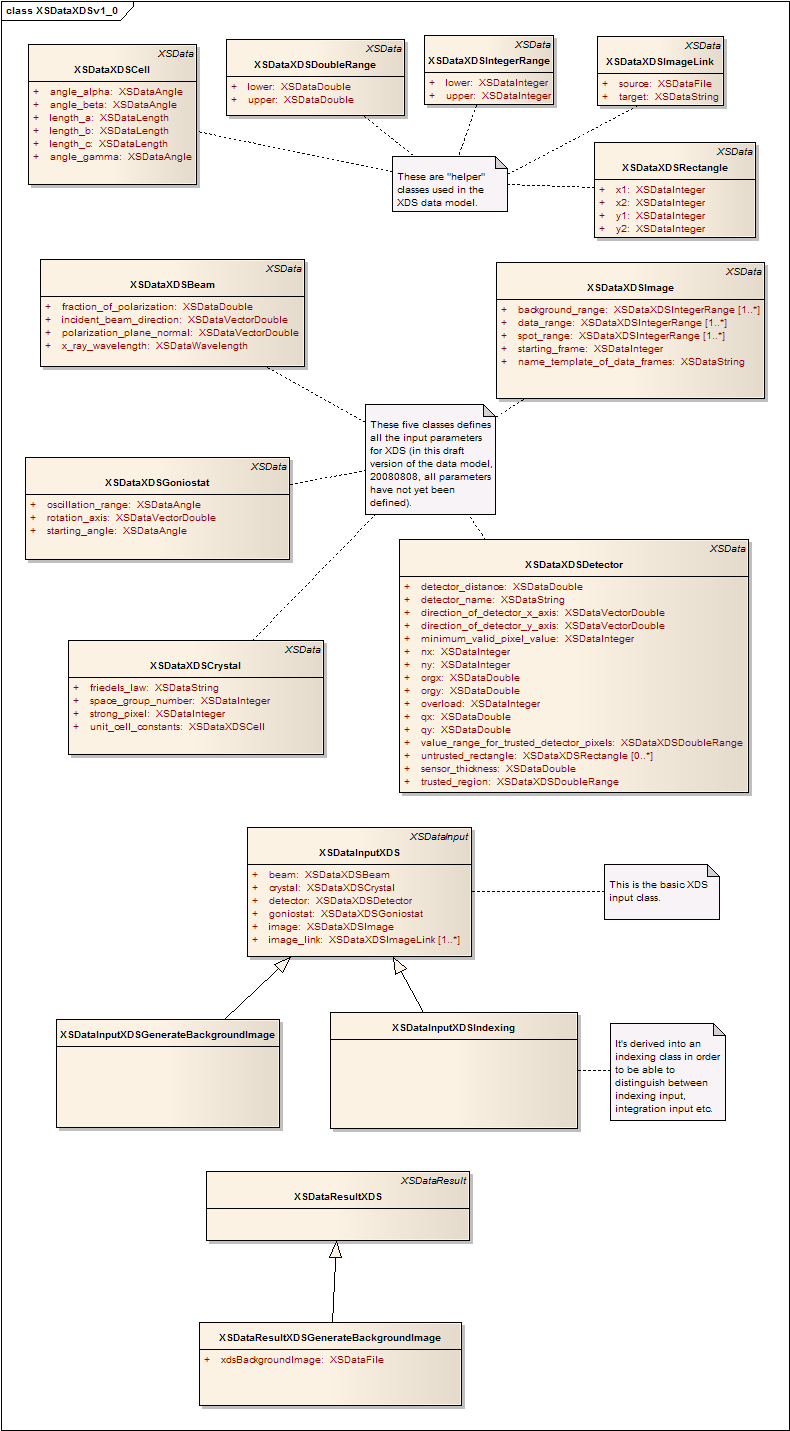 class XSDataXDSv1_0
XSData
XSDataXDSCell
+ angle_alpha: XSDataAngle
+ angle_beta: XSDataAngle
+ length_a: XSDataLength
+ length_b: XSDataLength
+ length_c: XSDataLength
+ angle_gamma: XSDataAngle
XSData
XSDataXDSDoubleRange
+ lower: XSDataDouble
+ upper: XSDataDouble
XSData
XSDataXDSIntegerRange
+ lower: XSDataInteger
+ upper: XSDataInteger
XSData
XSDataXDSImageLink
+ source: XSDataFile
+ target: XSDataString
These are "helper"
classes used in the
XDS data model.
XSData
XSDataXDSRectangle
+ x1: XSDataInteger
+ x2: XSDataInteger
+ y1: XSDataInteger
+ y2: XSDataInteger
XSData
XSDataXDSBeam
+ fraction_of_polarization: XSDataDouble
+ incident_beam_direction: XSDataVectorDouble
+ polarization_plane_normal: XSDataVectorDouble
+ x_ray_wavelength: XSDataWavelength
XSData
XSDataXDSImage
+ background_range: XSDataXDSIntegerRange [1..*]
+ data_range: XSDataXDSIntegerRange [1..*]
+ spot_range: XSDataXDSIntegerRange [1..*]
+ starting_frame: XSDataInteger
+ name_template_of_data_frames: XSDataString
These five classes defines
all the input parameters
for XDS (in this draft
version of the data model,
20080808, all parameters
have not yet been
defined).
XSData
XSDataXDSGoniostat
+ oscillation_range: XSDataAngle
+ rotation_axis: XSDataVectorDouble
+ starting_angle: XSDataAngle
XSData
XSDataXDSDetector
+ detector_distance: XSDataDouble
+ detector_name: XSDataString
+ direction_of_detector_x_axis: XSDataVectorDouble
+ direction_of_detector_y_axis: XSDataVectorDouble
+ minimum_valid_pixel_value: XSDataInteger
+ nx: XSDataInteger
+ ny: XSDataInteger
+ orgx: XSDataDouble
+ orgy: XSDataDouble
+ overload: XSDataInteger
+ qx: XSDataDouble
+ qy: XSDataDouble
+ value_range_for_trusted_detector_pixels: XSDataXDSDoubleRange
+ untrusted_rectangle: XSDataXDSRectangle [0..*]
+ sensor_thickness: XSDataDouble
+ trusted_region: XSDataXDSDoubleRange
XSData
XSDataXDSCrystal
+ friedels_law: XSDataString
+ space_group_number: XSDataInteger
+ strong_pixel: XSDataInteger
+ unit_cell_constants: XSDataXDSCell
XSDataInput
XSDataInputXDS
+ beam: XSDataXDSBeam
+ crystal: XSDataXDSCrystal
+ detector: XSDataXDSDetector
+ goniostat: XSDataXDSGoniostat
+ image: XSDataXDSImage
+ image_link: XSDataXDSImageLink [1..*]
This is the basic XDS
input class.
XSDataInputXDSGenerateBackgroundImage
XSDataInputXDSIndexing
It's derived into an
indexing class in order
to be able to
distinguish between
indexing input,
integration input etc.
XSDataResult
XSDataResultXDS
XSDataResultXDSGenerateBackgroundImage
+ xdsBackgroundImage: XSDataFile